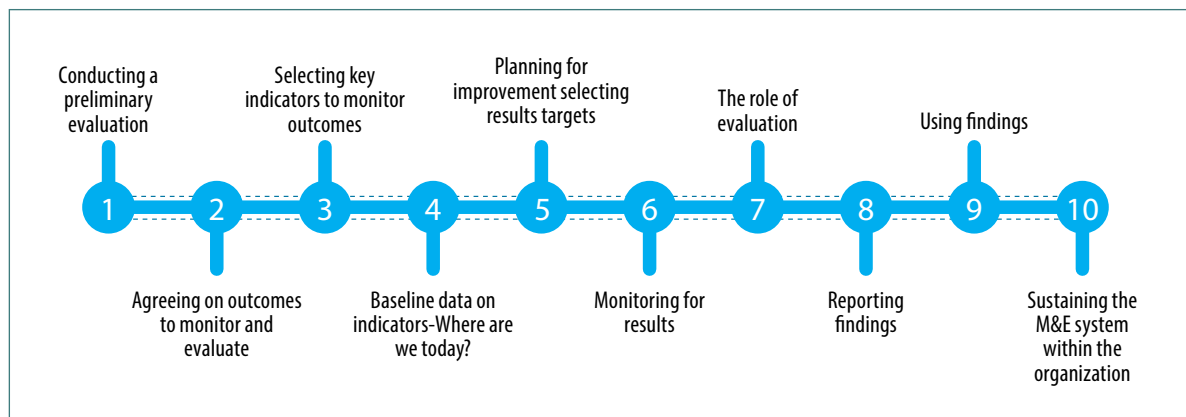 Conducting a
preliminary
evaluation
Selecting key
indicators to monitor
outcomes
Planning for
improvement selecting
results targets
The role of
evaluation
Using findings
1
2
3
4
5
6
7
8
9
10
Agreeing on outcomes
to monitor and
evaluate
Baseline data on
indicators-Where are
we today?
Monitoring for
results
Reporting
findings
Sustaining the
M&E system
within the
organization